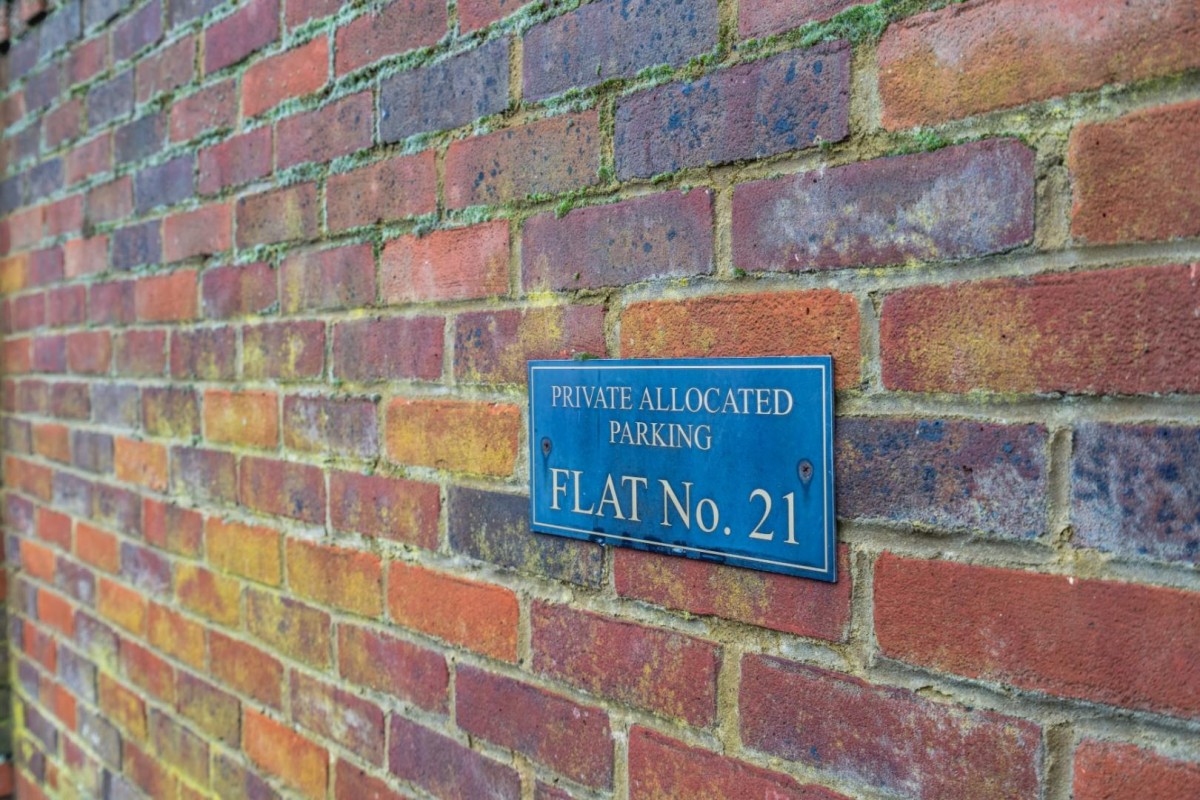 PRIVATE ALLOCATED
PARKING
FLAT No. 21